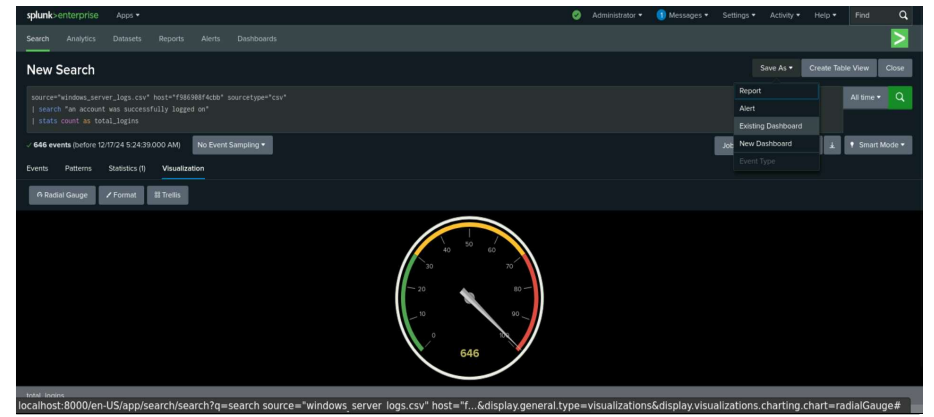 splunk>enterprise Apps ▾ Administrator ▾ 1 Messages ▾ Settings ▾ Activity ▾ Help ▾ Find
Search Analytics Datasets Reports Alerts Dashboards
New Search Save As ▾ Create Table View Close
Report
Alert
Existing Dashboard
New Dashboard
Event Type
source="windows_server_logs.csv" host="f986908f4cbb" sourcetype="csv"
| search "an account was successfully logged on"
| stats count as total_logins
All time ▾
✓ 646 events (before 12/17/24 5:24:39.000 AM) No Event Sampling ▾ Job Smart Mode ▾
Events Patterns Statistics (1) Visualization
Radial Gauge Format Trellis
0
10
20
30
40
50
60
70
80
90
100
646
total_logins
localhost:8000/en-US/app/search/search?q=search source="windows_server_logs.csv" host="f...&display.general.type=visualizations&display.visualizations.charting.chart=radialGauge#